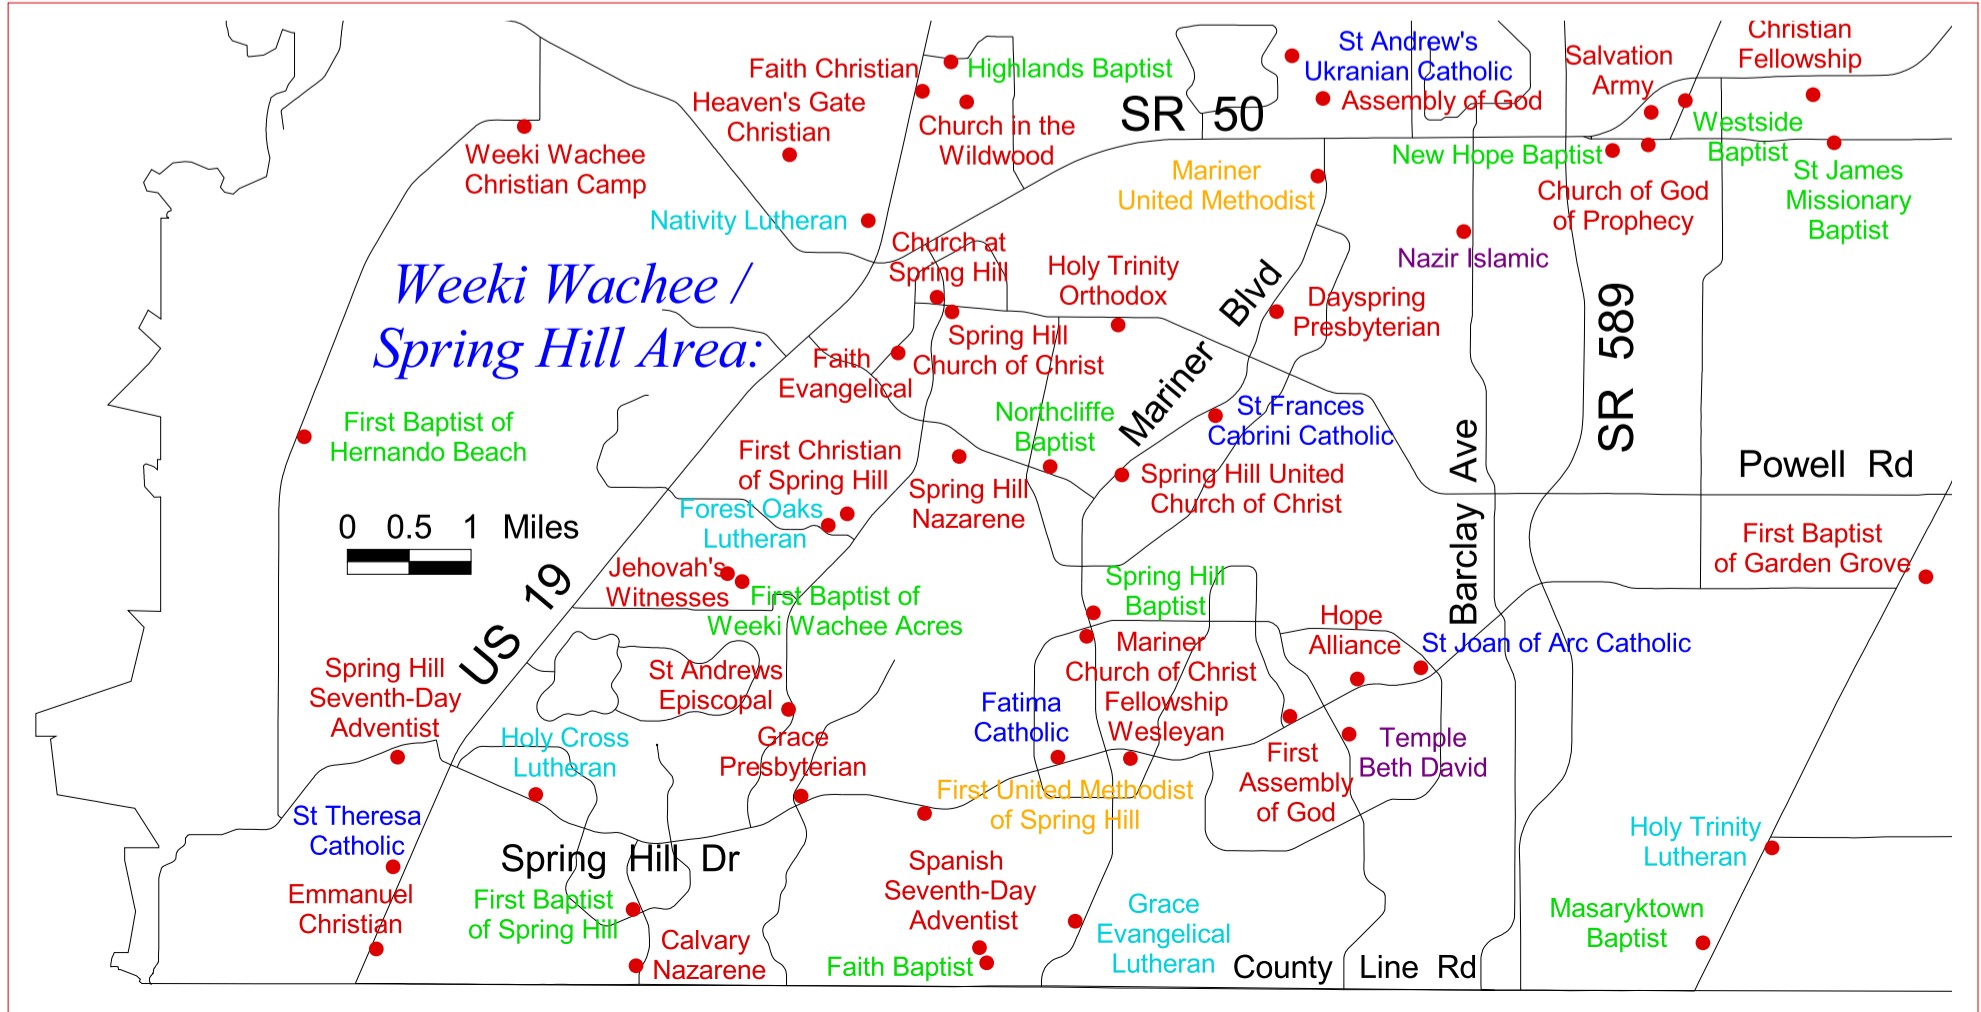 Christian
Fellowship
St Andrew's
Ukranian Catholic
Salvation
Army
Faith Christian
Highlands Baptist
Heaven's Gate
Christian
SR 50
Assembly of God
Church in the
Wildwood
Westside
Baptist
Weeki Wachee
Christian Camp
New Hope Baptist
Mariner
United Methodist
St James
Missionary
Baptist
Church of God
of Prophecy
Nativity Lutheran
Church at
Spring Hill
Nazir Islamic
Weeki Wachee /
Spring Hill Area:
Holy Trinity
Orthodox
Mariner Blvd
Dayspring
Presbyterian
SR 589
Spring Hill
Church of Christ
Faith
Evangelical
First Baptist of
Hernando Beach
Northcliffe
Baptist
St Frances
Cabrini Catholic
First Christian
of Spring Hill
Spring Hill
Nazarene
Spring Hill United
Church of Christ
Barclay Ave
Powell Rd
Forest Oaks
Lutheran
0 0.5 1 Miles
First Baptist
of Garden Grove
US 19
Jehovah's
Witnesses
First Baptist of
Weeki Wachee Acres
Spring Hill
Baptist
Hope
Alliance
St Joan of Arc Catholic
Mariner
Church of Christ
Fellowship
Wesleyan
Spring Hill
Seventh-Day
Adventist
St Andrews
Episcopal
Fatima
Catholic
Holy Cross
Lutheran
Grace
Presbyterian
First
Assembly
of God
Temple
Beth David
First United Methodist
of Spring Hill
St Theresa
Catholic
Spring Hill Dr
Holy Trinity
Lutheran
Emmanuel
Christian
First Baptist
of Spring Hill
Spanish
Seventh-Day
Adventist
Grace
Evangelical
Lutheran
Masaryktown
Baptist
Calvary
Nazarene
Faith Baptist
County Line Rd